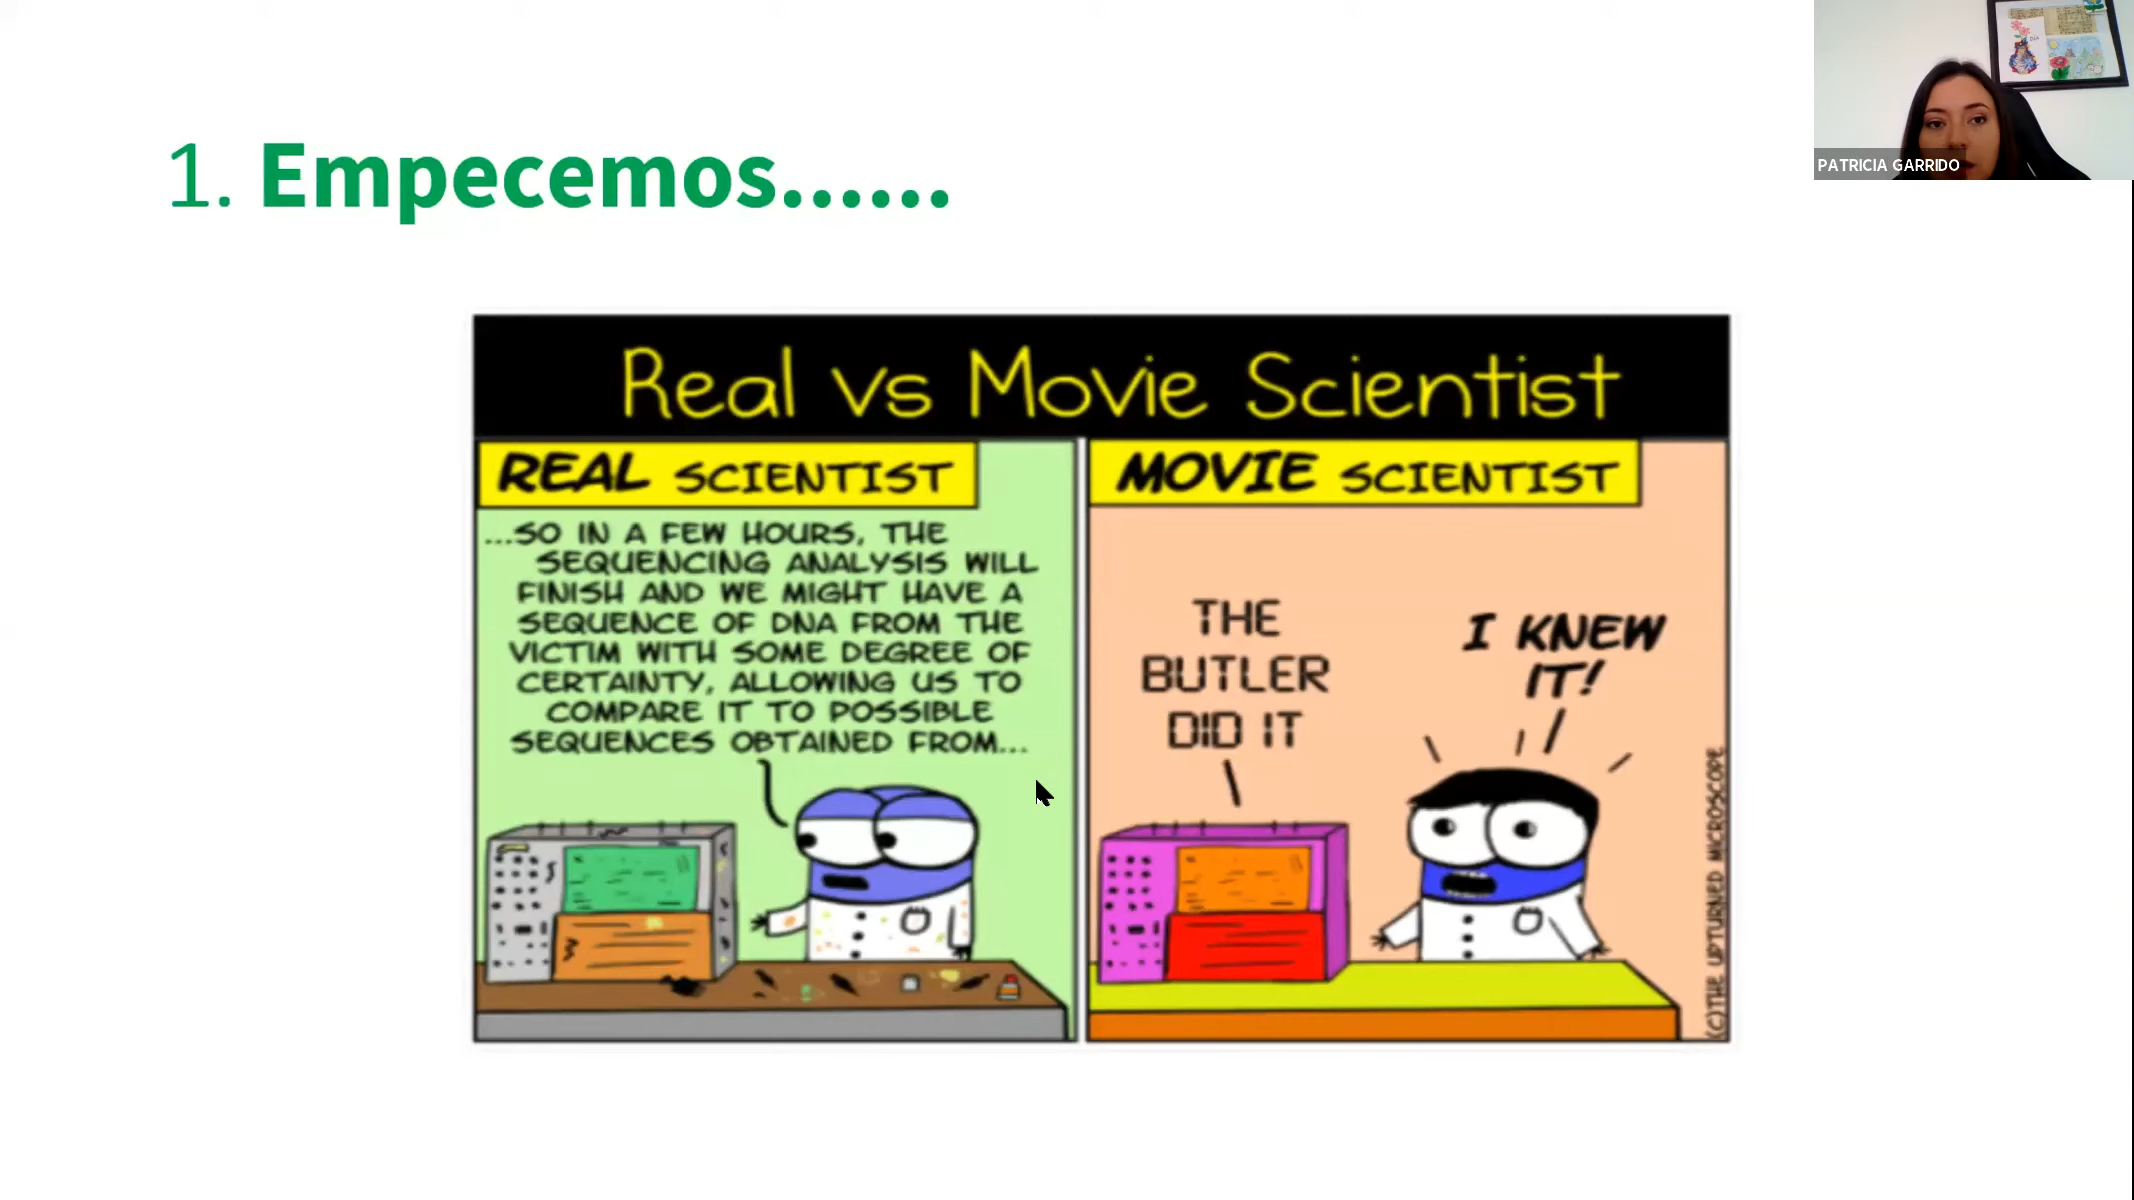 1. Empecemos......
PATRICIA GARRIDO
Real vs Movie Scientist
REAL SCIENTIST
...SO IN A FEW HOURS, THE
SEQUENCING ANALYSIS WILL
FINISH AND WE MIGHT HAVE A
SEQUENCE OF DNA FROM THE
VICTIM WITH SOME DEGREE OF
CERTAINTY, ALLOWING US TO
COMPARE IT TO POSSIBLE
SEQUENCES OBTAINED FROM...
MOVIE SCIENTIST
THE
BUTLER
DID IT
I KNEW
IT!
(C)THE UPTURNED MICROSCOPE